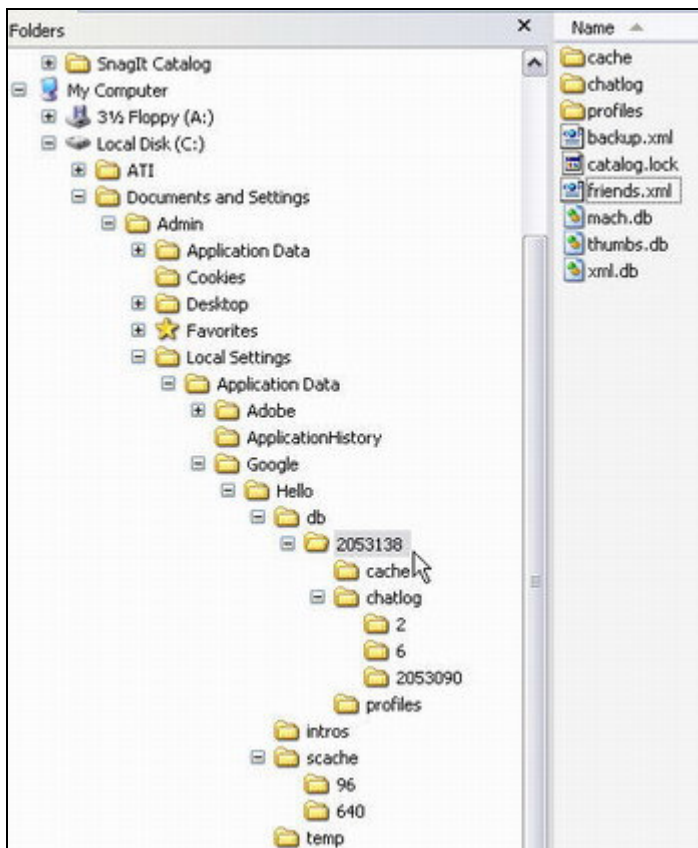 Folders
SnagIt Catalog
My Computer
3½ Floppy (A:)
Local Disk (C:)
ATI
Documents and Settings
Admin
Application Data
Cookies
Desktop
Favorites
Local Settings
Application Data
Adobe
ApplicationHistory
Google
Hello
db
2053138
cache
chatlog
2
6
2053090
profiles
intros
scache
96
640
temp
Name
cache
chatlog
profiles
backup.xml
catalog.lock
friends.xml
mach.db
thumbs.db
xml.db